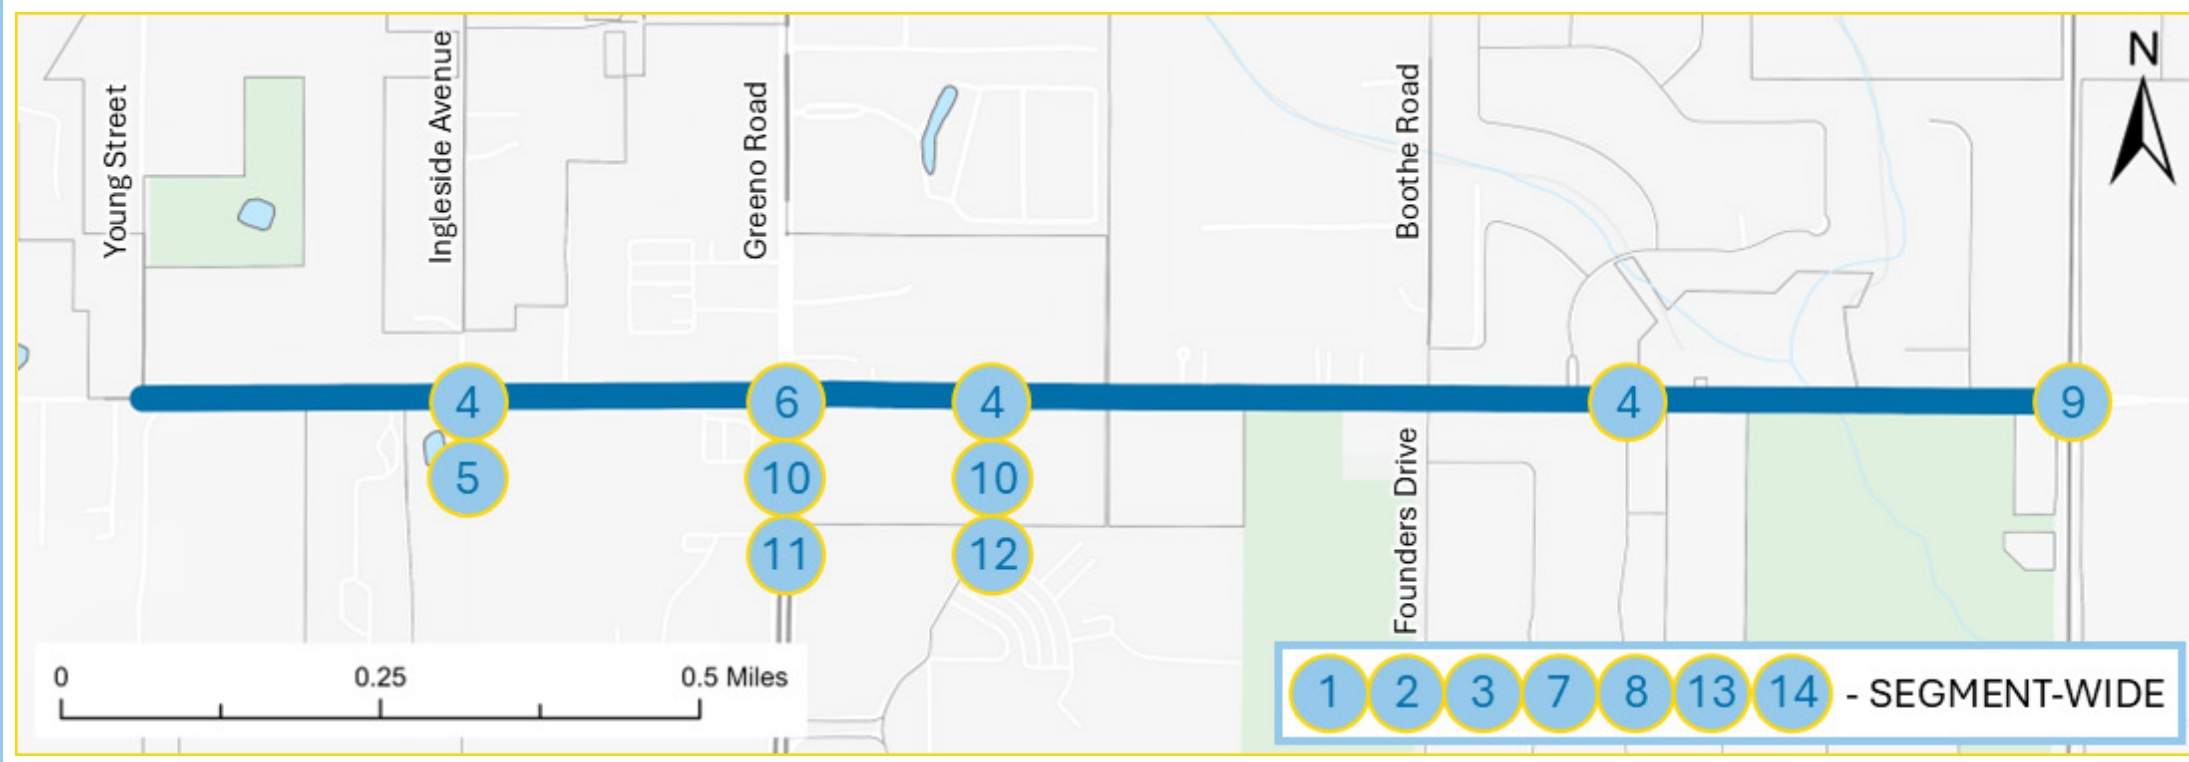 N
Young Street
Ingleside Avenue
Greeno Road
Boothe Road
4
6
4
4
9
5
10
10
11
12
Founders Drive
0 0.25 0.5 Miles
1 2 3 7 8 13 14 - SEGMENT-WIDE